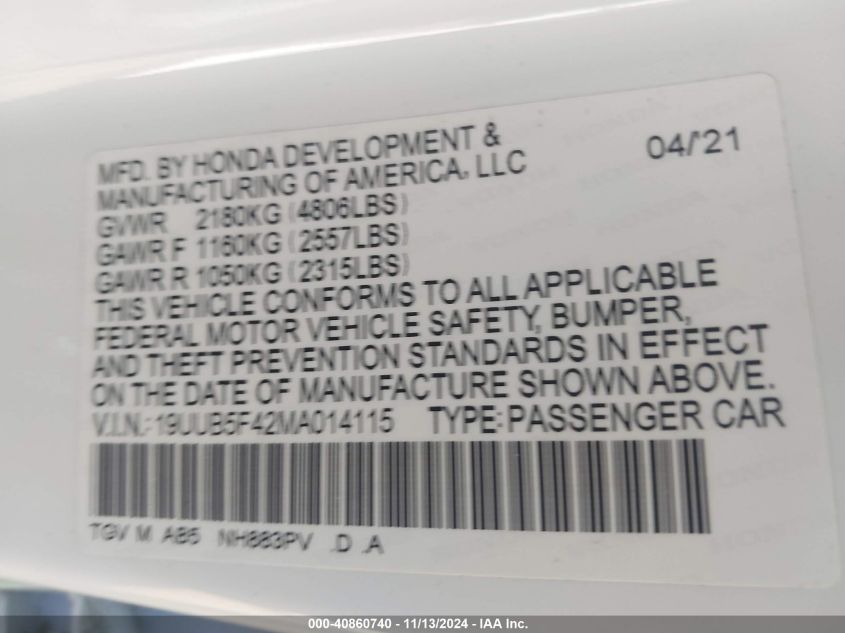 MFD. BY HONDA DEVELOPMENT & 04/'21
MANUFACTURING OF AMERICA, LLC
GVWR 2180KG (4806LBS)
GAWR F 1160KG (2557LBS)
GAWR R 1050KG (2315LBS)
THIS VEHICLE CONFORMS TO ALL APPLICABLE
FEDERAL MOTOR VEHICLE SAFETY, BUMPER,
AND THEFT PREVENTION STANDARDS IN EFFECT
ON THE DATE OF MANUFACTURE SHOWN ABOVE.
V.I.N.: 19UUB5F42MA014115 TYPE: PASSENGER CAR
TGV M AB5 NH883PV .D .A
000-40860740 - 11/13/2024 - IAA Inc.